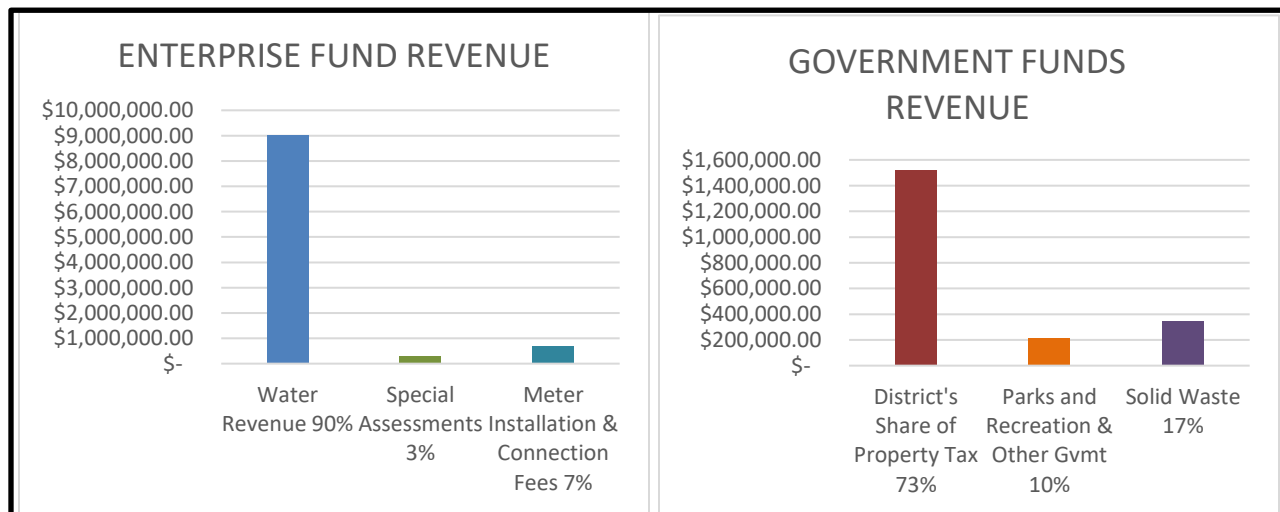 ENTERPRISE FUND REVENUE
$10,000,000.00
$9,000,000.00
$8,000,000.00
$7,000,000.00
$6,000,000.00
$5,000,000.00
$4,000,000.00
$3,000,000.00
$2,000,000.00
$1,000,000.00
$-
Water
Revenue 90%
Special
Assessments
3%
Meter
Installation &
Connection
Fees 7%
GOVERNMENT FUNDS
REVENUE
$1,600,000.00
$1,400,000.00
$1,200,000.00
$1,000,000.00
$800,000.00
$600,000.00
$400,000.00
$200,000.00
$-
District's
Share of
Property Tax
73%
Parks and
Recreation &
Other Gvmt
10%
Solid Waste
17%